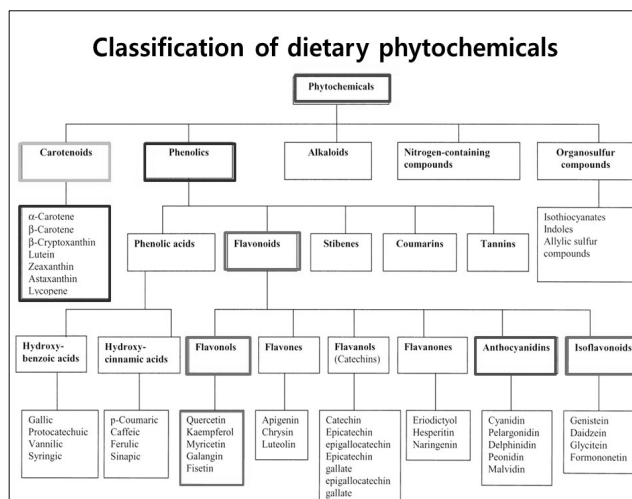 Classification of dietary phytochemicals
Phytochemicals
Carotenoids
Phenolics
Alkaloids
Nitrogen-containing
compounds
Organosulfur
compounds
α-Carotene
β-Carotene
β-Cryptoxanthin
Lutein
Zeaxanthin
Astaxanthin
Lycopene
Isothiocyanates
Indoles
Allylic sulfur
compounds
Phenolic acids
Flavonoids
Stibenes
Coumarins
Tannins
Hydroxy-
benzoic acids
Hydroxy-
cinnamic acids
Flavonols
Flavones
Flavanols
(Catechins)
Flavanones
Anthocyanidins
Isoflavonoids
Gallic
Protocatechuic
Vannilic
Syringic
p-Coumaric
Caffeic
Ferulic
Sinapic
Quercetin
Kaempferol
Myricetin
Galangin
Fisetin
Apigenin
Chrysin
Luteolin
Catechin
Epicatechin
epigallocatechin
Epicatechin
gallate
epigallocatechin
gallate
Eriodictyol
Hesperitin
Naringenin
Cyanidin
Pelargonidin
Delphinidin
Peonidin
Malvidin
Genistein
Daidzein
Glycitein
Formononetin